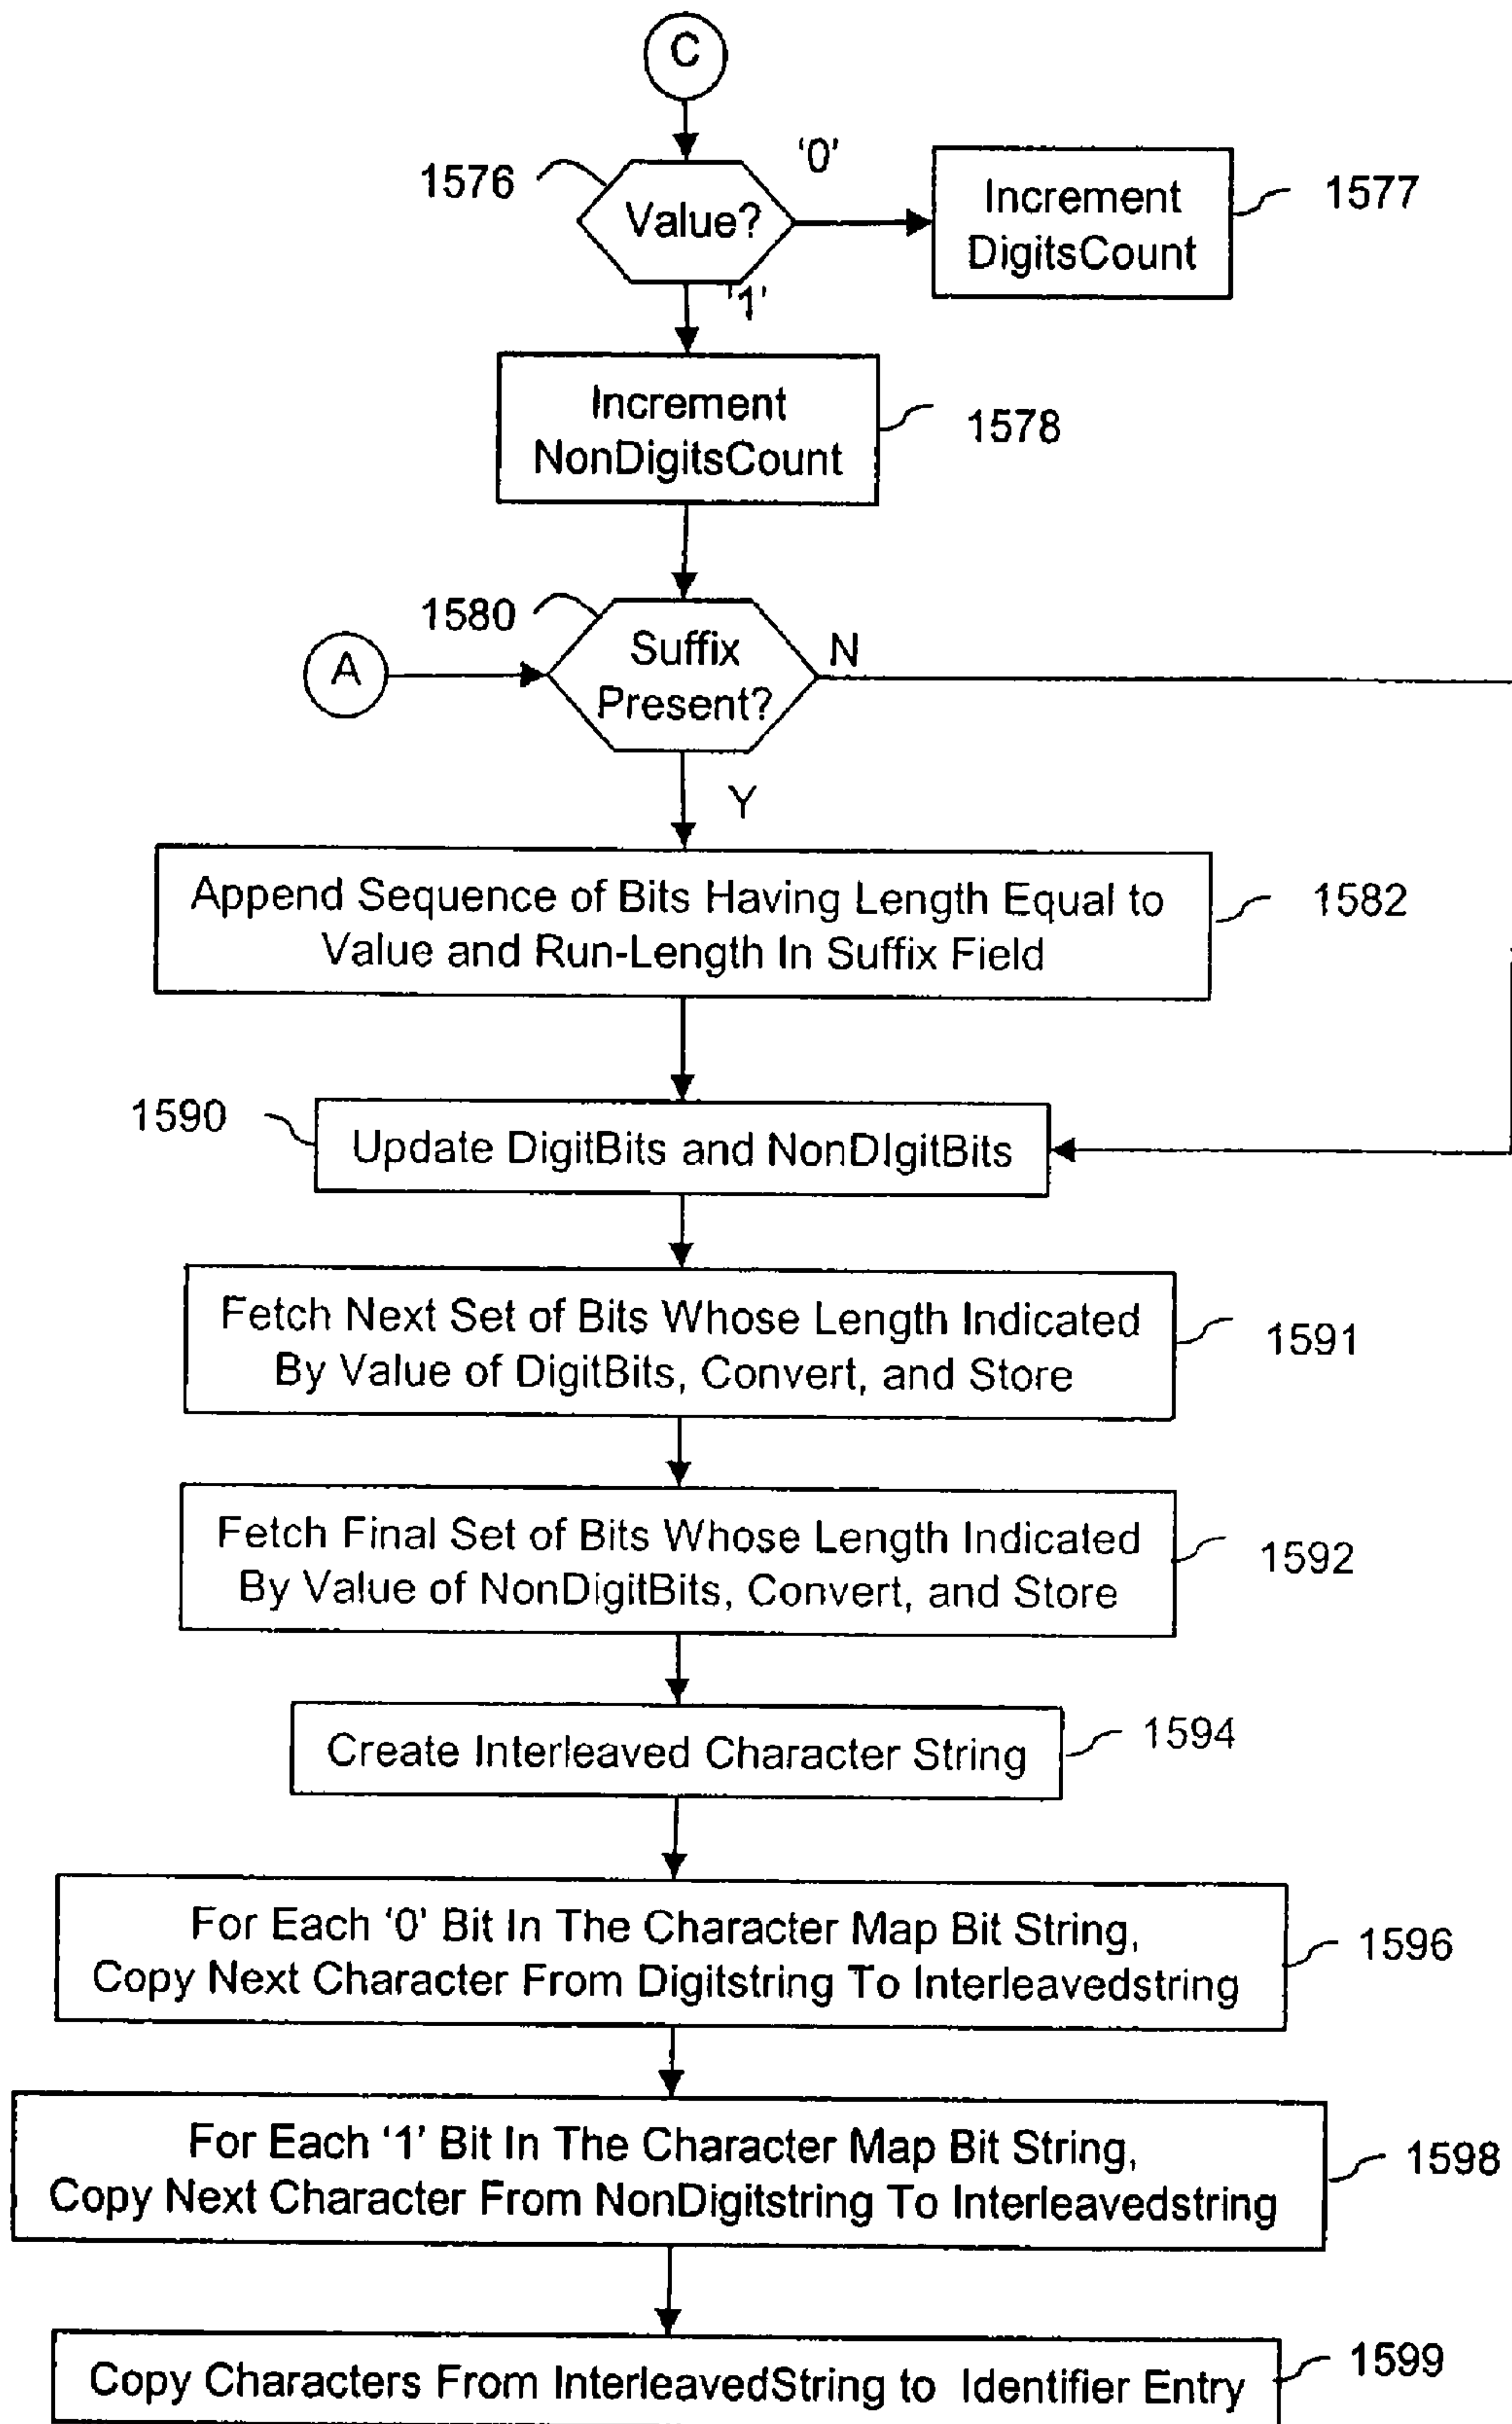 C
1576
Value?
'0'
Increment
DigitsCount
1577
'1'
Increment
NonDigitsCount
1578
1580
A
Suffix
Present?
N
Y
Append Sequence of Bits Having Length Equal to
Value and Run-Length In Suffix Field
1582
1590
Update DigitBits and NonDIgitBits
Fetch Next Set of Bits Whose Length Indicated
By Value of DigitBits, Convert, and Store
1591
Fetch Final Set of Bits Whose Length Indicated
By Value of NonDigitBits, Convert, and Store
1592
Create Interleaved Character String
1594
For Each '0' Bit In The Character Map Bit String,
Copy Next Character From Digitstring To Interleavedstring
1596
For Each '1' Bit In The Character Map Bit String,
Copy Next Character From NonDigitstring To Interleavedstring
1598
Copy Characters From InterleavedString to Identifier Entry
1599